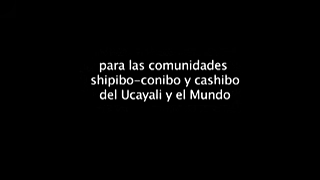 para las comunidades
shipibo-conibo y cashibo
del Ucayali y el Mundo